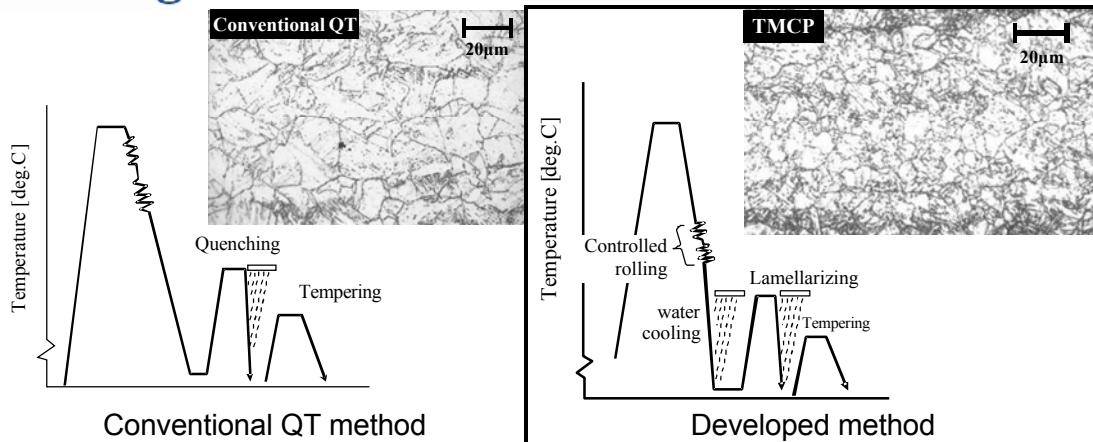 Conventional QT
20μm
Temperature [deg.C]
Quenching
Tempering
Conventional QT method
TMCP
20μm
Temperature [deg.C]
Controlled
rolling
water
cooling
Lamellarizing
Tempering
Developed method